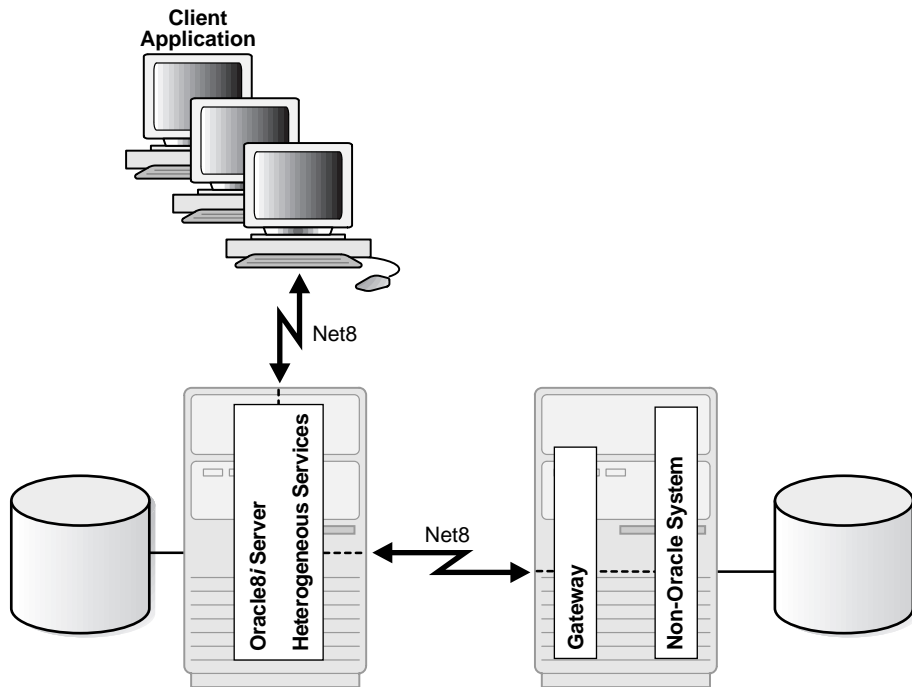 Client
Application
Net8
Oracle8i Server
Heterogeneous Services
Net8
Gateway
Non-Oracle System